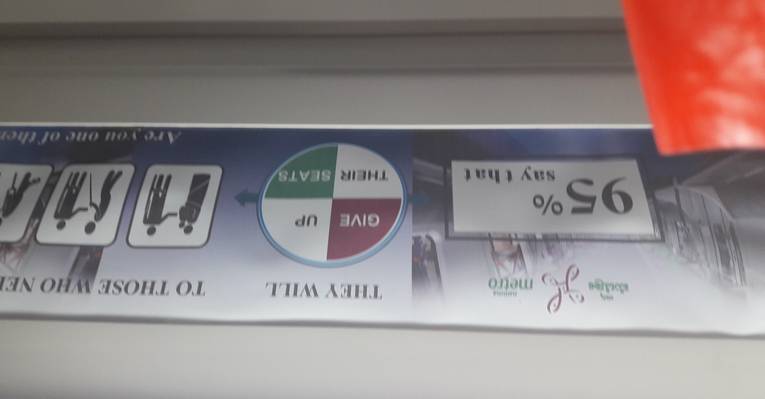 metro
95%
say that
THEY WILL
GIVE UP
THEIR SEATS
TO THOSE WHO
Are you one of